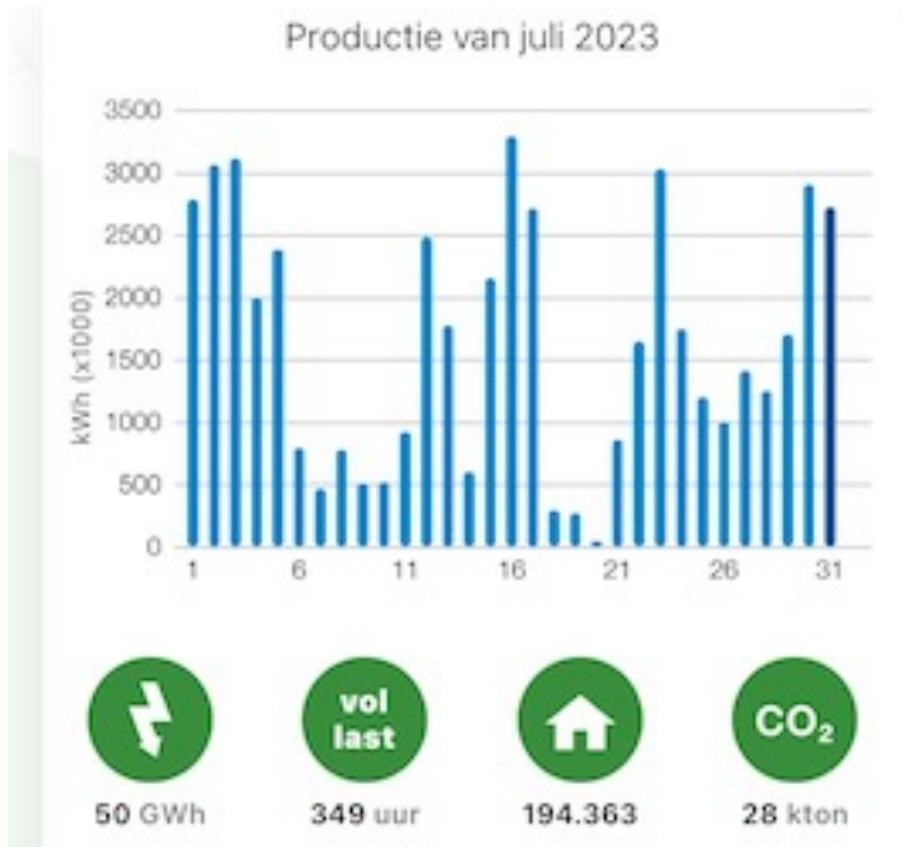 Productie van juli 2023
3500
3000
2500
2000
1500
1000
500
0
kWh (x1000)
1 6 11 16 21 26 31
vol
last
CO₂
50 GWh 349 uur 194.363 28 kton